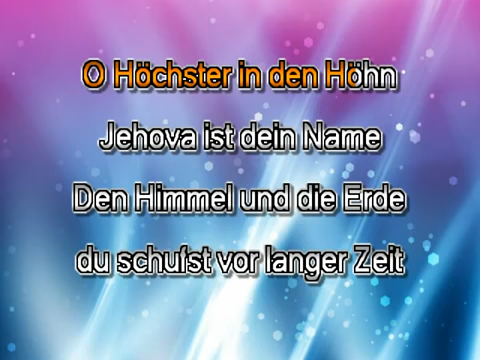 O Höchster in den Höhn
Jehova ist dein Name
Den Himmel und die Erde
du schufst vor langer Zeit